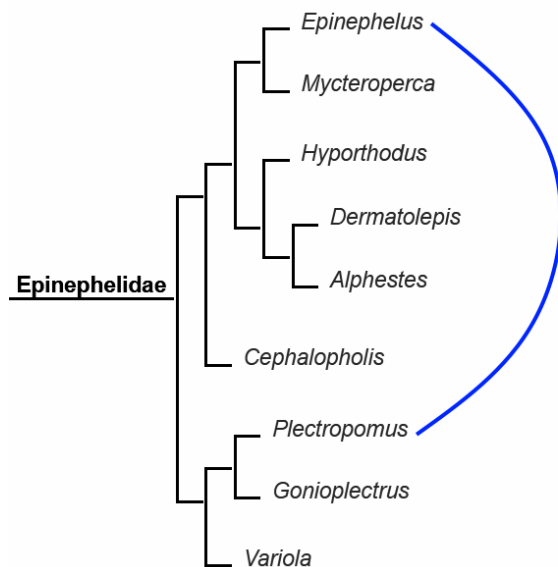 Epinephelus
Mycteroperca
Hyporthodus
Dermatolepis
Alphestes
Epinephelidae
Cephalopholis
Plectropomus
Gonioplectrus
Variola